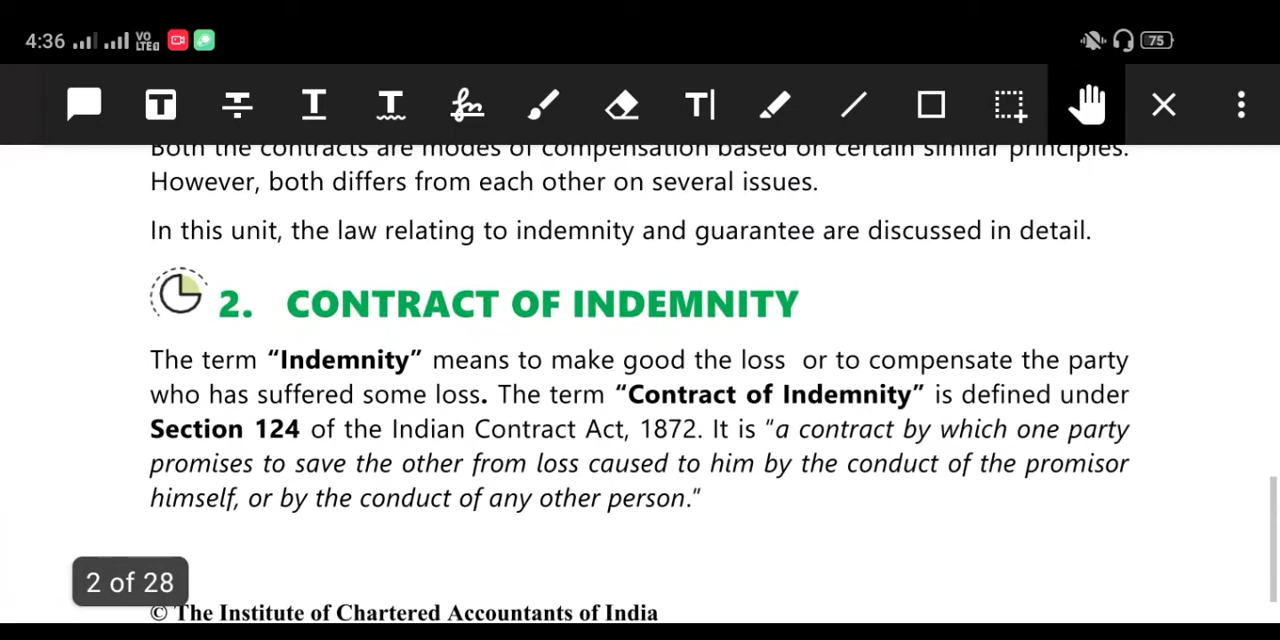 4:36 VO LTE 75
T T T T T|
Both the contracts are modes of compensation based on certain similar principles.
However, both differs from each other on several issues.
In this unit, the law relating to indemnity and guarantee are discussed in detail.
2. CONTRACT OF INDEMNITY
The term “Indemnity” means to make good the loss or to compensate the party
who has suffered some loss. The term “Contract of Indemnity” is defined under
Section 124 of the Indian Contract Act, 1872. It is "a contract by which one party
promises to save the other from loss caused to him by the conduct of the promisor
himself, or by the conduct of any other person."
2 of 28
© The Institute of Chartered Accountants of India